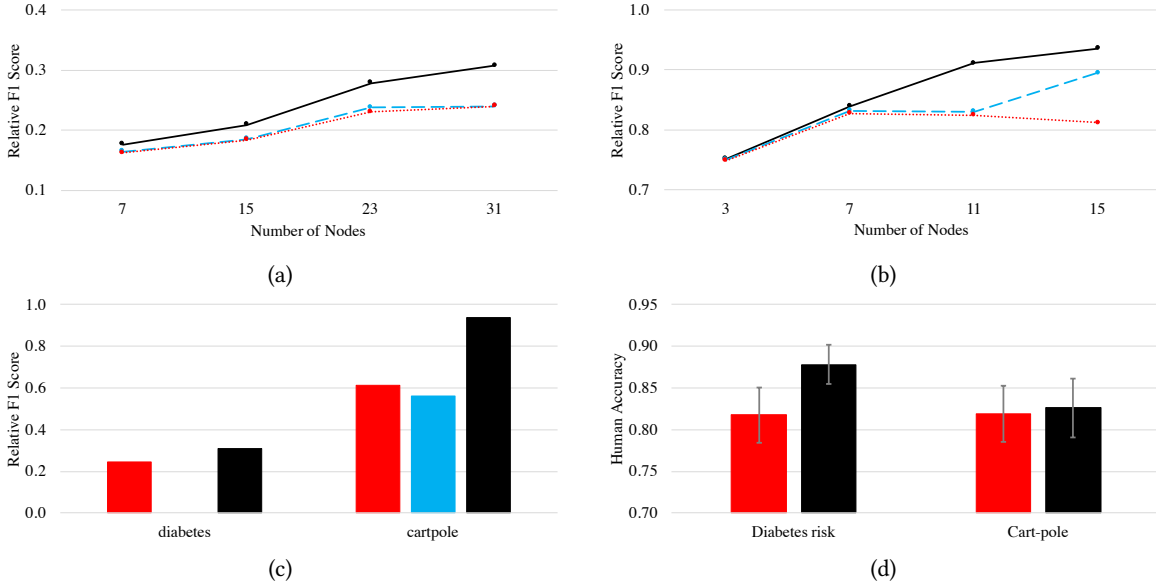 0.4
0.3
0.2
0.1
Relative F1 Score
7 15 23 31
Number of Nodes
(a)
1.0
0.9
0.8
0.7
Relative F1 Score
3 7 11 15
Number of Nodes
(b)
1.0
0.8
0.6
0.4
0.2
0.0
Relative F1 Score
diabetes cartpole
(c)
0.95
0.90
0.85
0.80
0.75
0.70
Human Accuracy
Diabetes risk Cart-pole
(d)